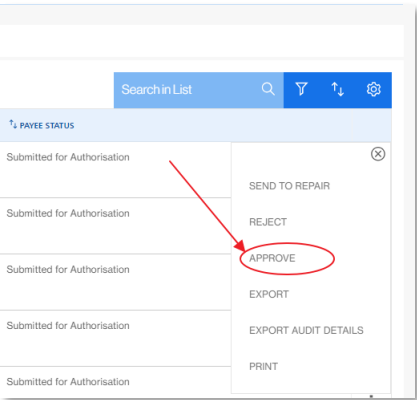 Search in List
PAYEE STATUS
Submitted for Authorisation
SEND TO REPAIR
Submitted for Authorisation
REJECT
APPROVE
Submitted for Authorisation
EXPORT
Submitted for Authorisation
EXPORT AUDIT DETAILS
PRINT
Submitted for Authorisation